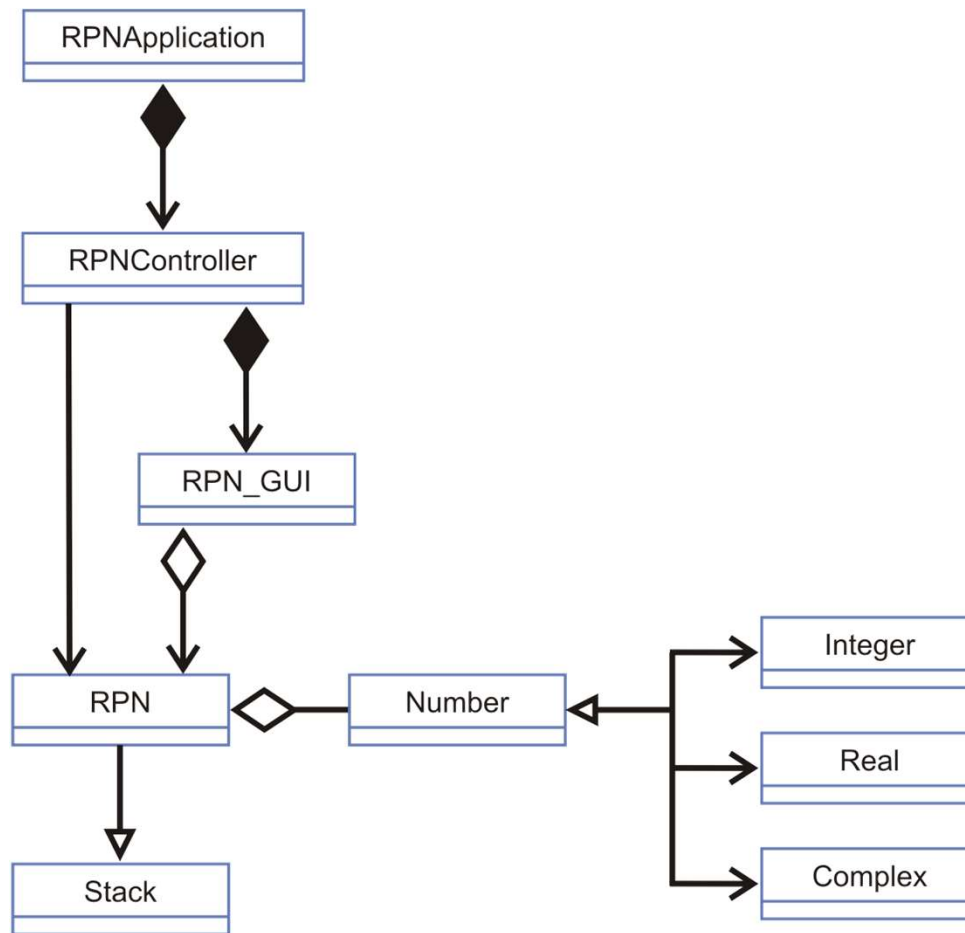 RPNApplication
RPNController
RPN_GUI
RPN
Number
Integer
Real
Complex
Stack